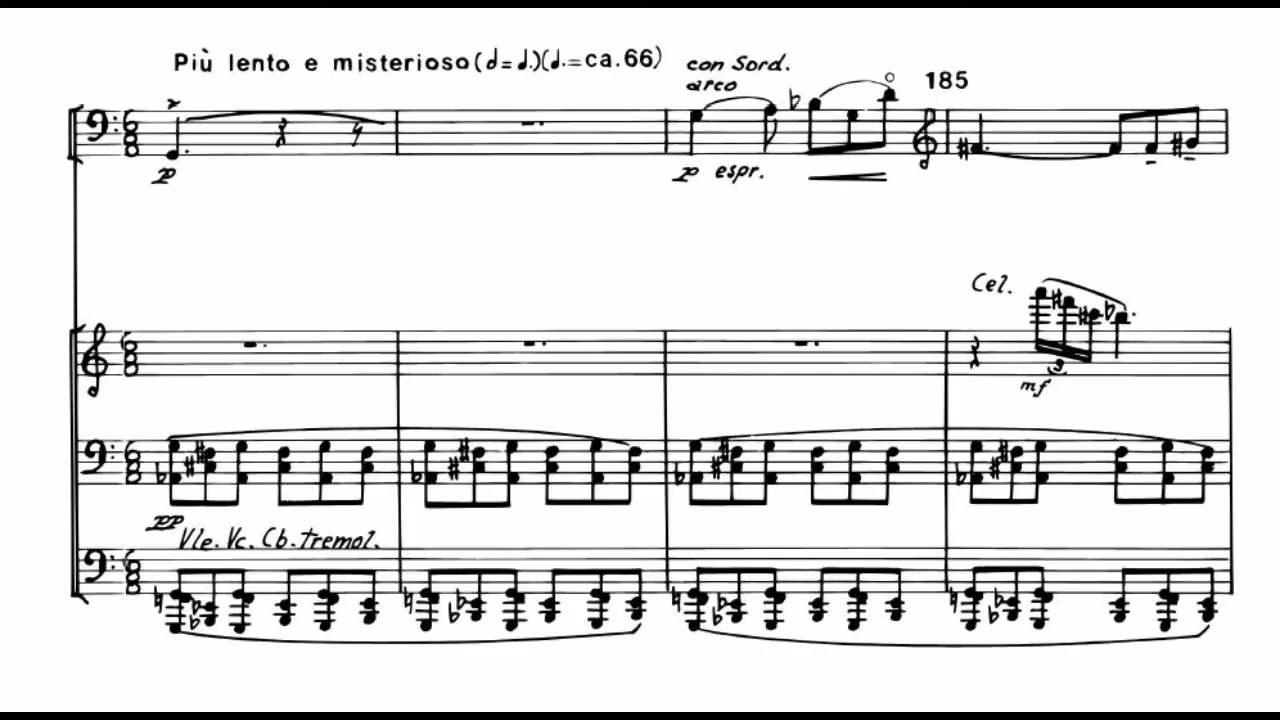 Più lento e misterioso (𝅗𝅥=𝅗𝅥.)(𝅗𝅥.=ca.66)
con Sord.
arco
185
p
p espr.
Cel.
3
mf
pp
Vle. Vc. Cb. tremol.